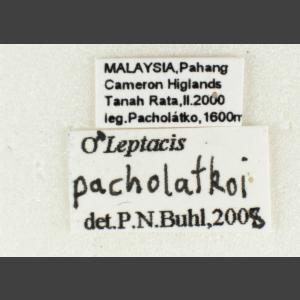 MALAYSIA,Pahang
Cameron Higlands
Tanah Rata,II.2000
leg.Pacholátko,1600m
♂ Leptacis
pacholatkoi
det.P.N.Buhl,2008